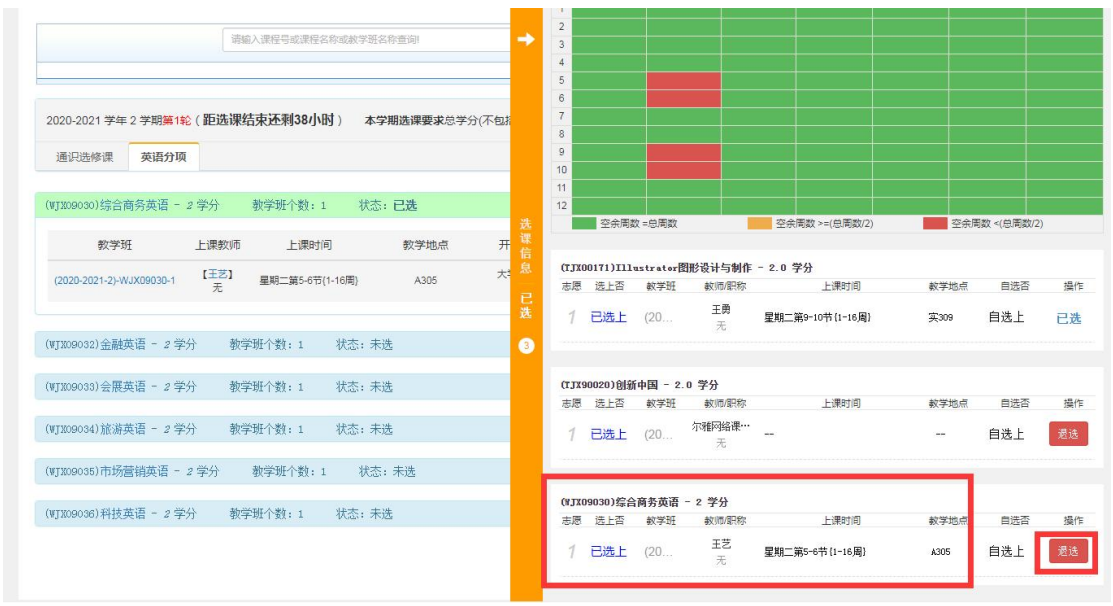 请输入课程号或课程名称或教学班名称查询!
2020-2021 学年 2 学期第1轮 ( 距选课结束还剩38小时 ) 本学期选课要求总学分(不包括
通识选修课 英语分项
(WJX09030)综合商务英语 - 2 学分 教学班个数: 1 状态: 已选
教学班 上课教师 上课时间 教学地点 开
(2020-2021-2)-WJX09030-1 【王艺】 无 星期二第5-6节{1-16周} A305 大学
(WJX09032)金融英语 - 2 学分 教学班个数: 1 状态: 未选
(WJX09033)会展英语 - 2 学分 教学班个数: 1 状态: 未选
(WJX09034)旅游英语 - 2 学分 教学班个数: 1 状态: 未选
(WJX09035)市场营销英语 - 2 学分 教学班个数: 1 状态: 未选
(WJX09036)科技英语 - 2 学分 教学班个数: 1 状态: 未选
选课信息 已选 3
2
3
4
5
6
7
8
9
10
11
12
空余周数 =总周数 空余周数 >=(总周数/2) 空余周数 <(总周数/2)
(TJX00171)Illustrator图形设计与制作 - 2.0 学分
志愿 选上否 教学班 教师/职称 上课时间 教学地点 自选否 操作
1 已选上 (20... 王勇 无 星期二第9-10节{1-16周} 实309 自选上 已选
(TJX90020)创新中国 - 2.0 学分
志愿 选上否 教学班 教师/职称 上课时间 教学地点 自选否 操作
1 已选上 (20... 尔雅网络课… 无 -- -- 自选上 退选
(WJX09030)综合商务英语 - 2 学分
志愿 选上否 教学班 教师/职称 上课时间 教学地点 自选否 操作
1 已选上 (20... 王艺 无 星期二第5-6节{1-16周} A305 自选上 退选